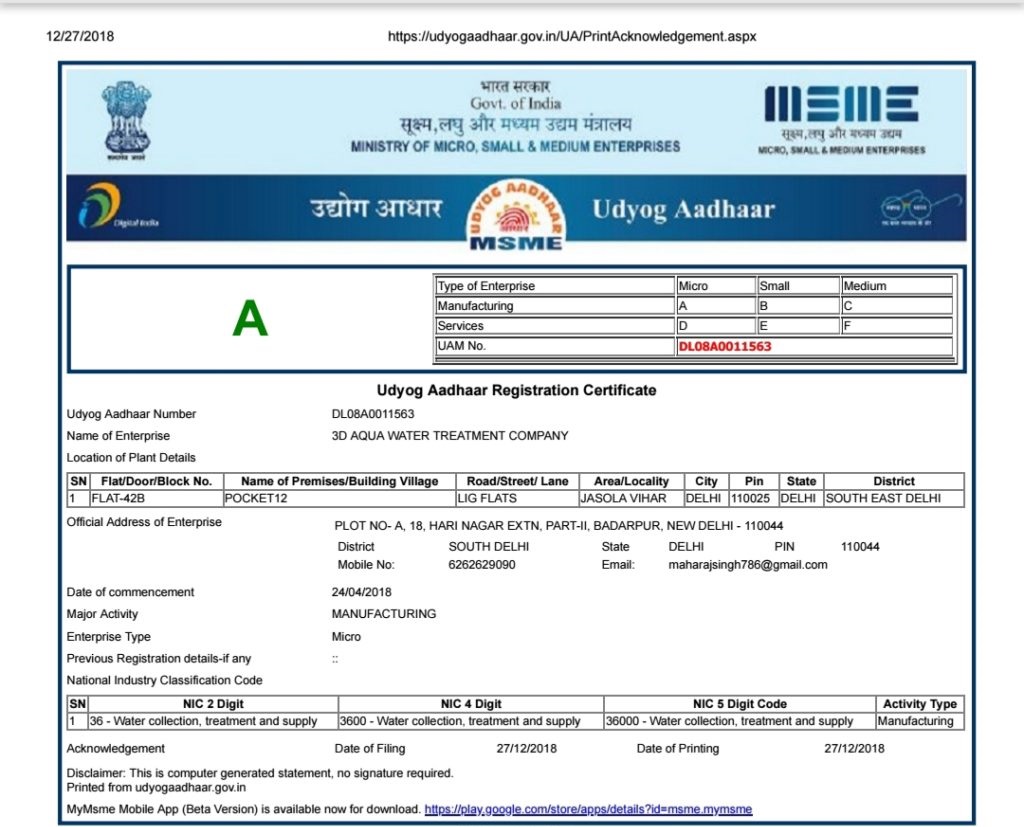 12/27/2018 https://udyogaadhaar.gov.in/UA/PrintAcknowledgement.aspx
भारत सरकार
Govt. of India
सूक्ष्म,लघु और मध्यम उद्यम मंत्रालय
MINISTRY OF MICRO, SMALL & MEDIUM ENTERPRISES
सत्यमेव जयते
msme
सूक्ष्म,लघु और मध्यम उद्यम
MICRO, SMALL & MEDIUM ENTERPRISES
Digital India
उद्योग आधार
UDYOG AADHAAR
आधार
MSME
Udyog Aadhaar
A
Type of Enterprise Micro Small Medium
Manufacturing A B C
Services D E F
UAM No. DL08A0011563
Udyog Aadhaar Registration Certificate
Udyog Aadhaar Number DL08A0011563
Name of Enterprise 3D AQUA WATER TREATMENT COMPANY
Location of Plant Details
SN Flat/Door/Block No. Name of Premises/Building Village Road/Street/ Lane Area/Locality City Pin State District
1 FLAT-42B POCKET12 LIG FLATS JASOLA VIHAR DELHI 110025 DELHI SOUTH EAST DELHI
Official Address of Enterprise PLOT NO- A, 18, HARI NAGAR EXTN, PART-II, BADARPUR, NEW DELHI - 110044
District SOUTH DELHI State DELHI PIN 110044
Mobile No: 6262629090 Email: maharajsingh786@gmail.com
Date of commencement 24/04/2018
Major Activity MANUFACTURING
Enterprise Type Micro
Previous Registration details-if any ::
National Industry Classification Code
SN NIC 2 Digit NIC 4 Digit NIC 5 Digit Code Activity Type
1 36 - Water collection, treatment and supply 3600 - Water collection, treatment and supply 36000 - Water collection, treatment and supply Manufacturing
Acknowledgement Date of Filing 27/12/2018 Date of Printing 27/12/2018
Disclaimer: This is computer generated statement, no signature required.
Printed from udyogaadhaar.gov.in
MyMsme Mobile App (Beta Version) is available now for download. https://play.google.com/store/apps/details?id=msme.mymsme